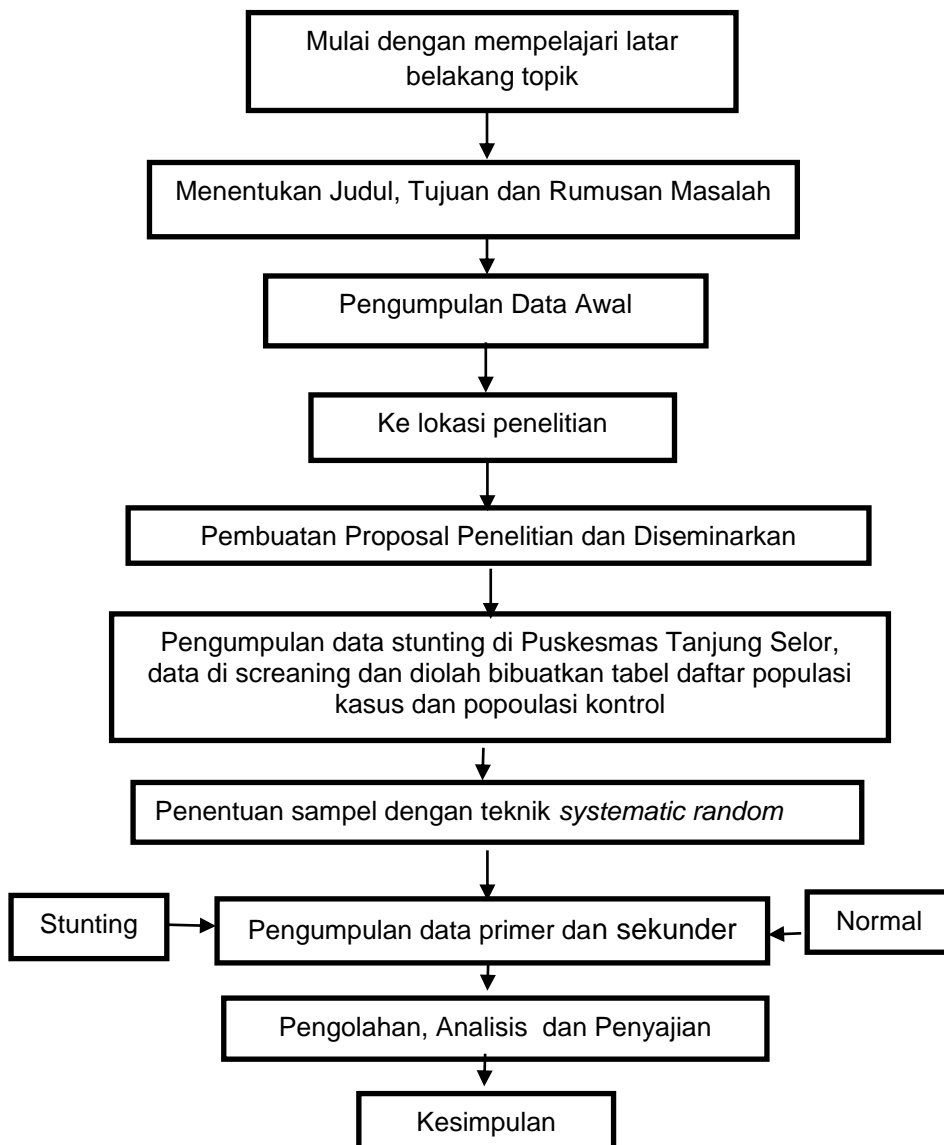 Mulai dengan mempelajari latar
belakang topik
Menentukan Judul, Tujuan dan Rumusan Masalah
Pengumpulan Data Awal
Ke lokasi penelitian
Pembuatan Proposal Penelitian dan Diseminarkan
Pengumpulan data stunting di Puskesmas Tanjung Selor,
data di screaning dan diolah bibuatkan tabel daftar populasi
kasus dan popoulasi kontrol
Penentuan sampel dengan teknik systematic random
Stunting
Pengumpulan data primer dan sekunder
Normal
Pengolahan, Analisis dan Penyajian
Kesimpulan